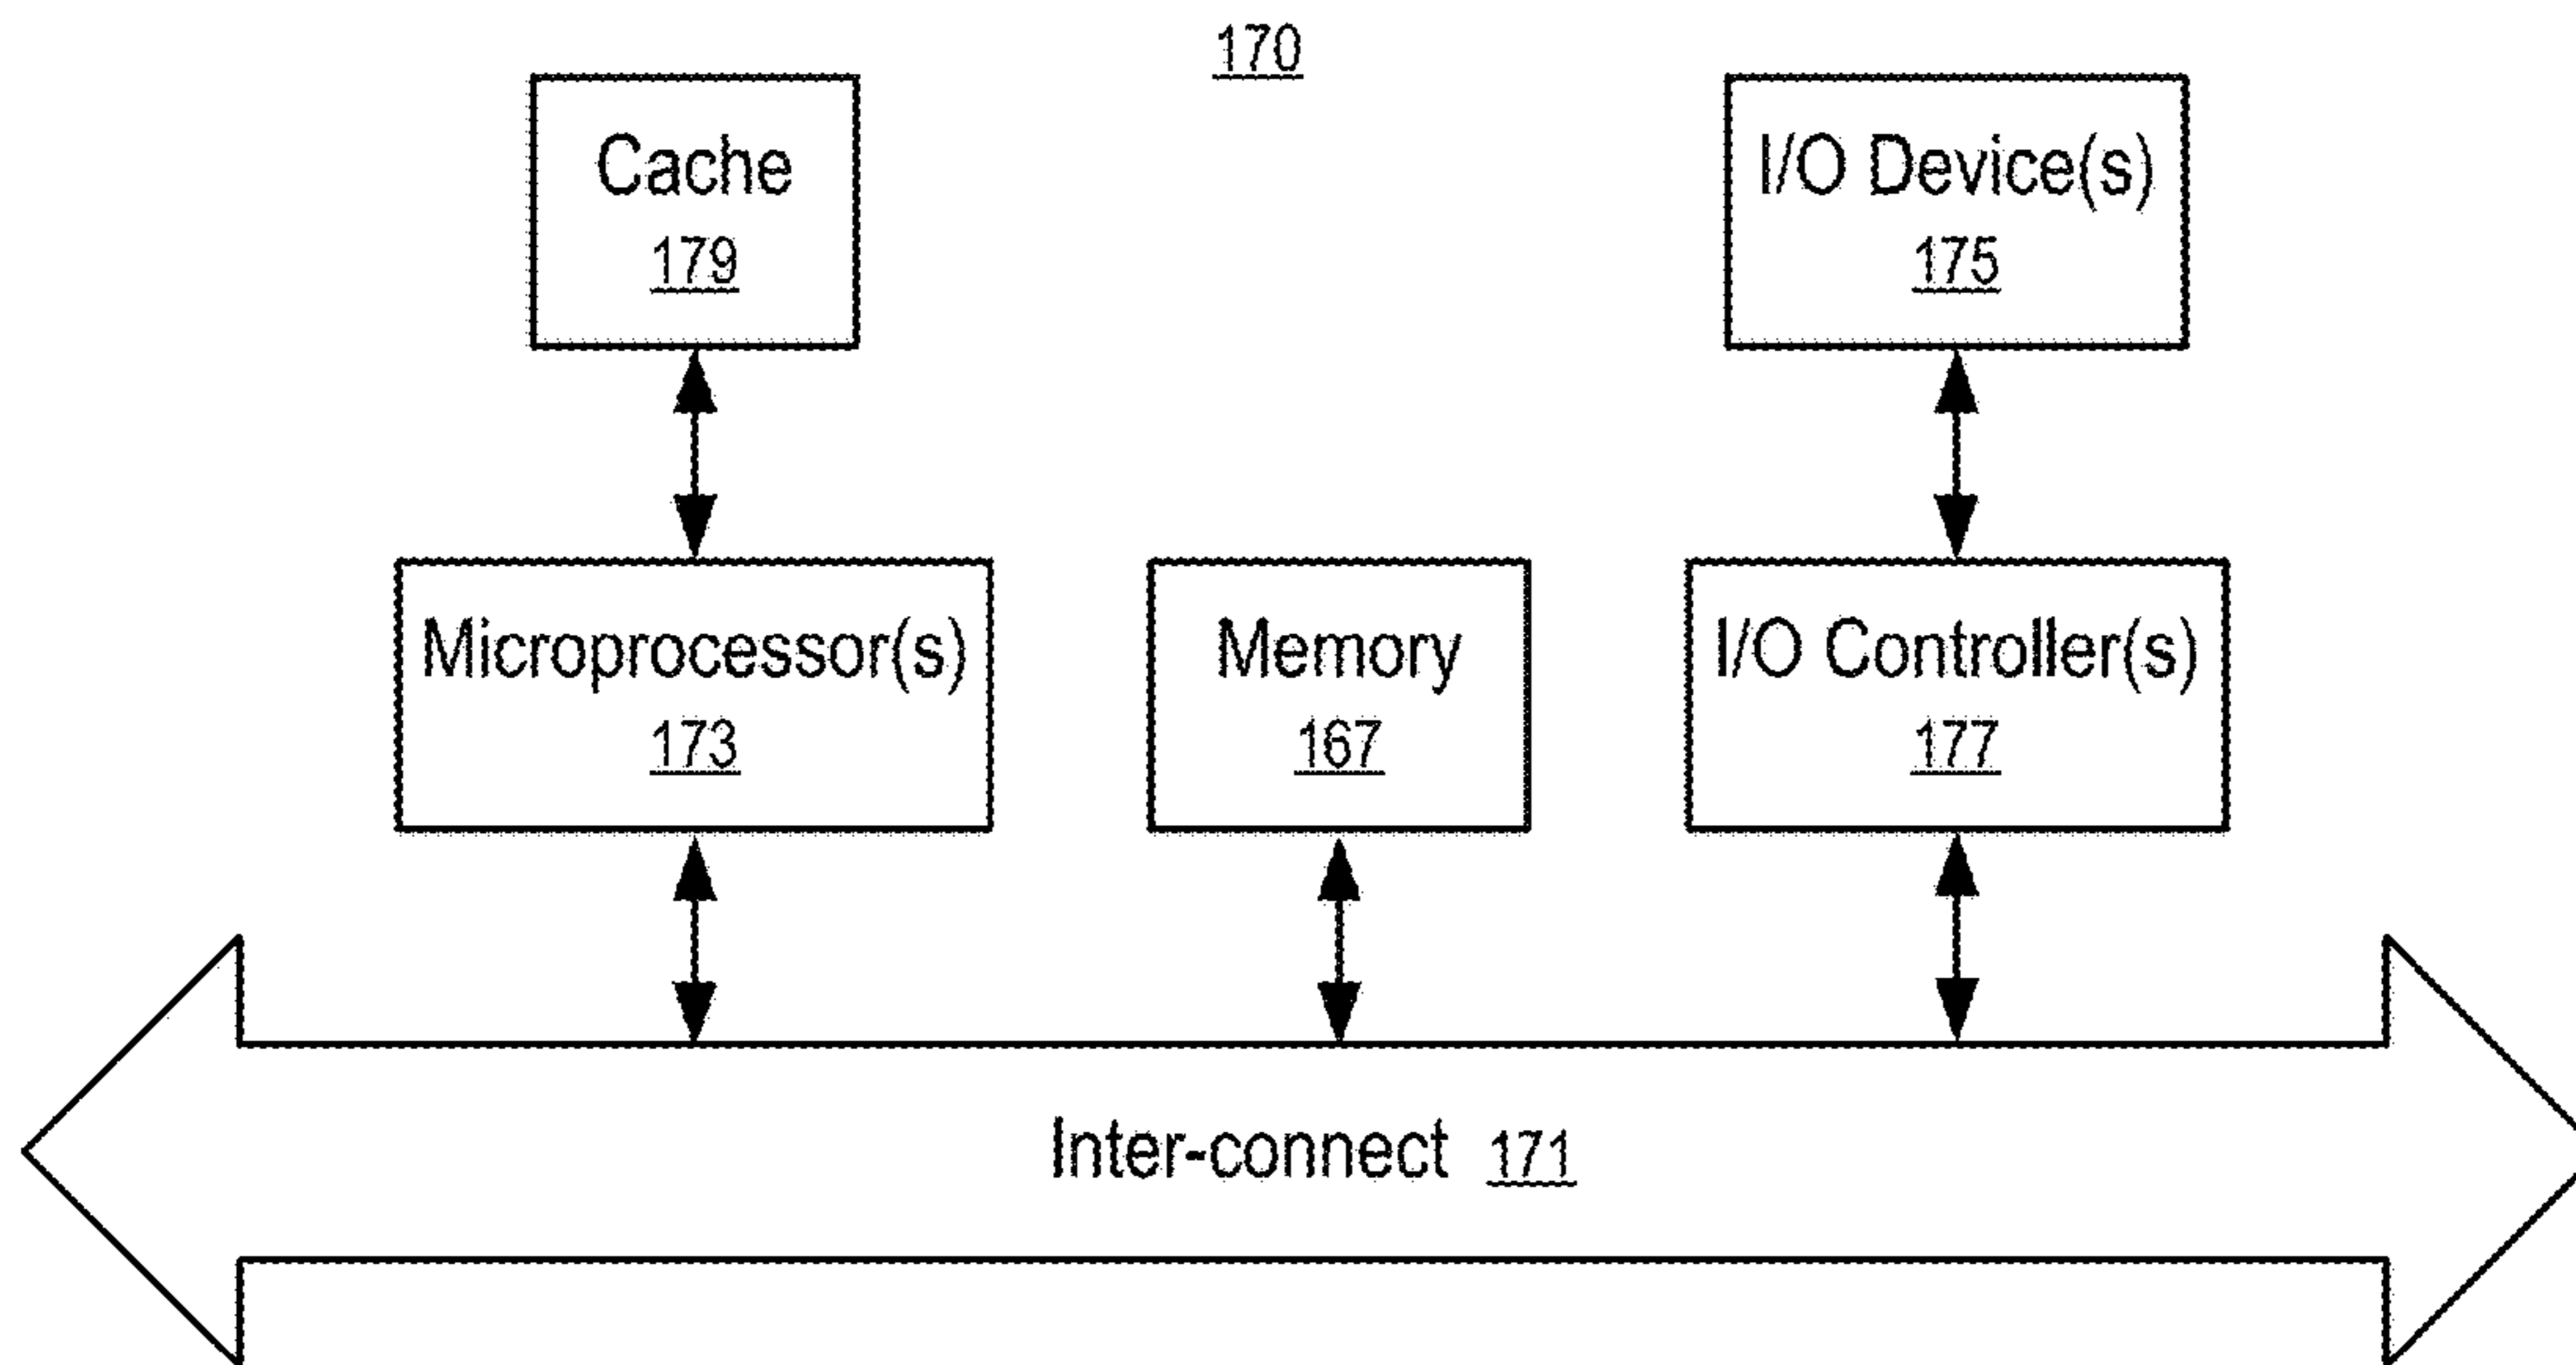 170
Cache
179
I/O Device(s)
175
Microprocessor(s)
173
Memory
167
I/O Controller(s)
177
Inter-connect 171